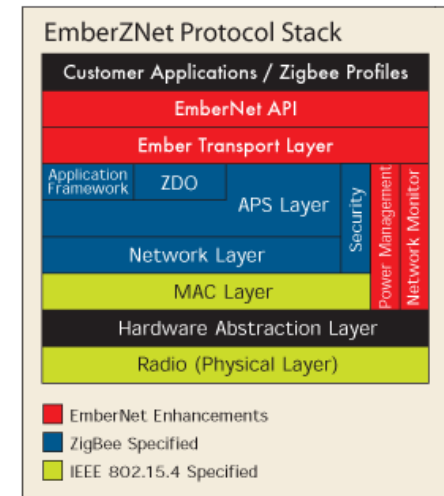 EmberZNet Protocol Stack
Customer Applications / Zigbee Profiles
EmberNet API
Ember Transport Layer
Application
Framework
ZDO
APS Layer
Security
Power Management
Network Monitor
Network Layer
MAC Layer
Hardware Abstraction Layer
Radio (Physical Layer)
EmberNet Enhancements
ZigBee Specified
IEEE 802.15.4 Specified